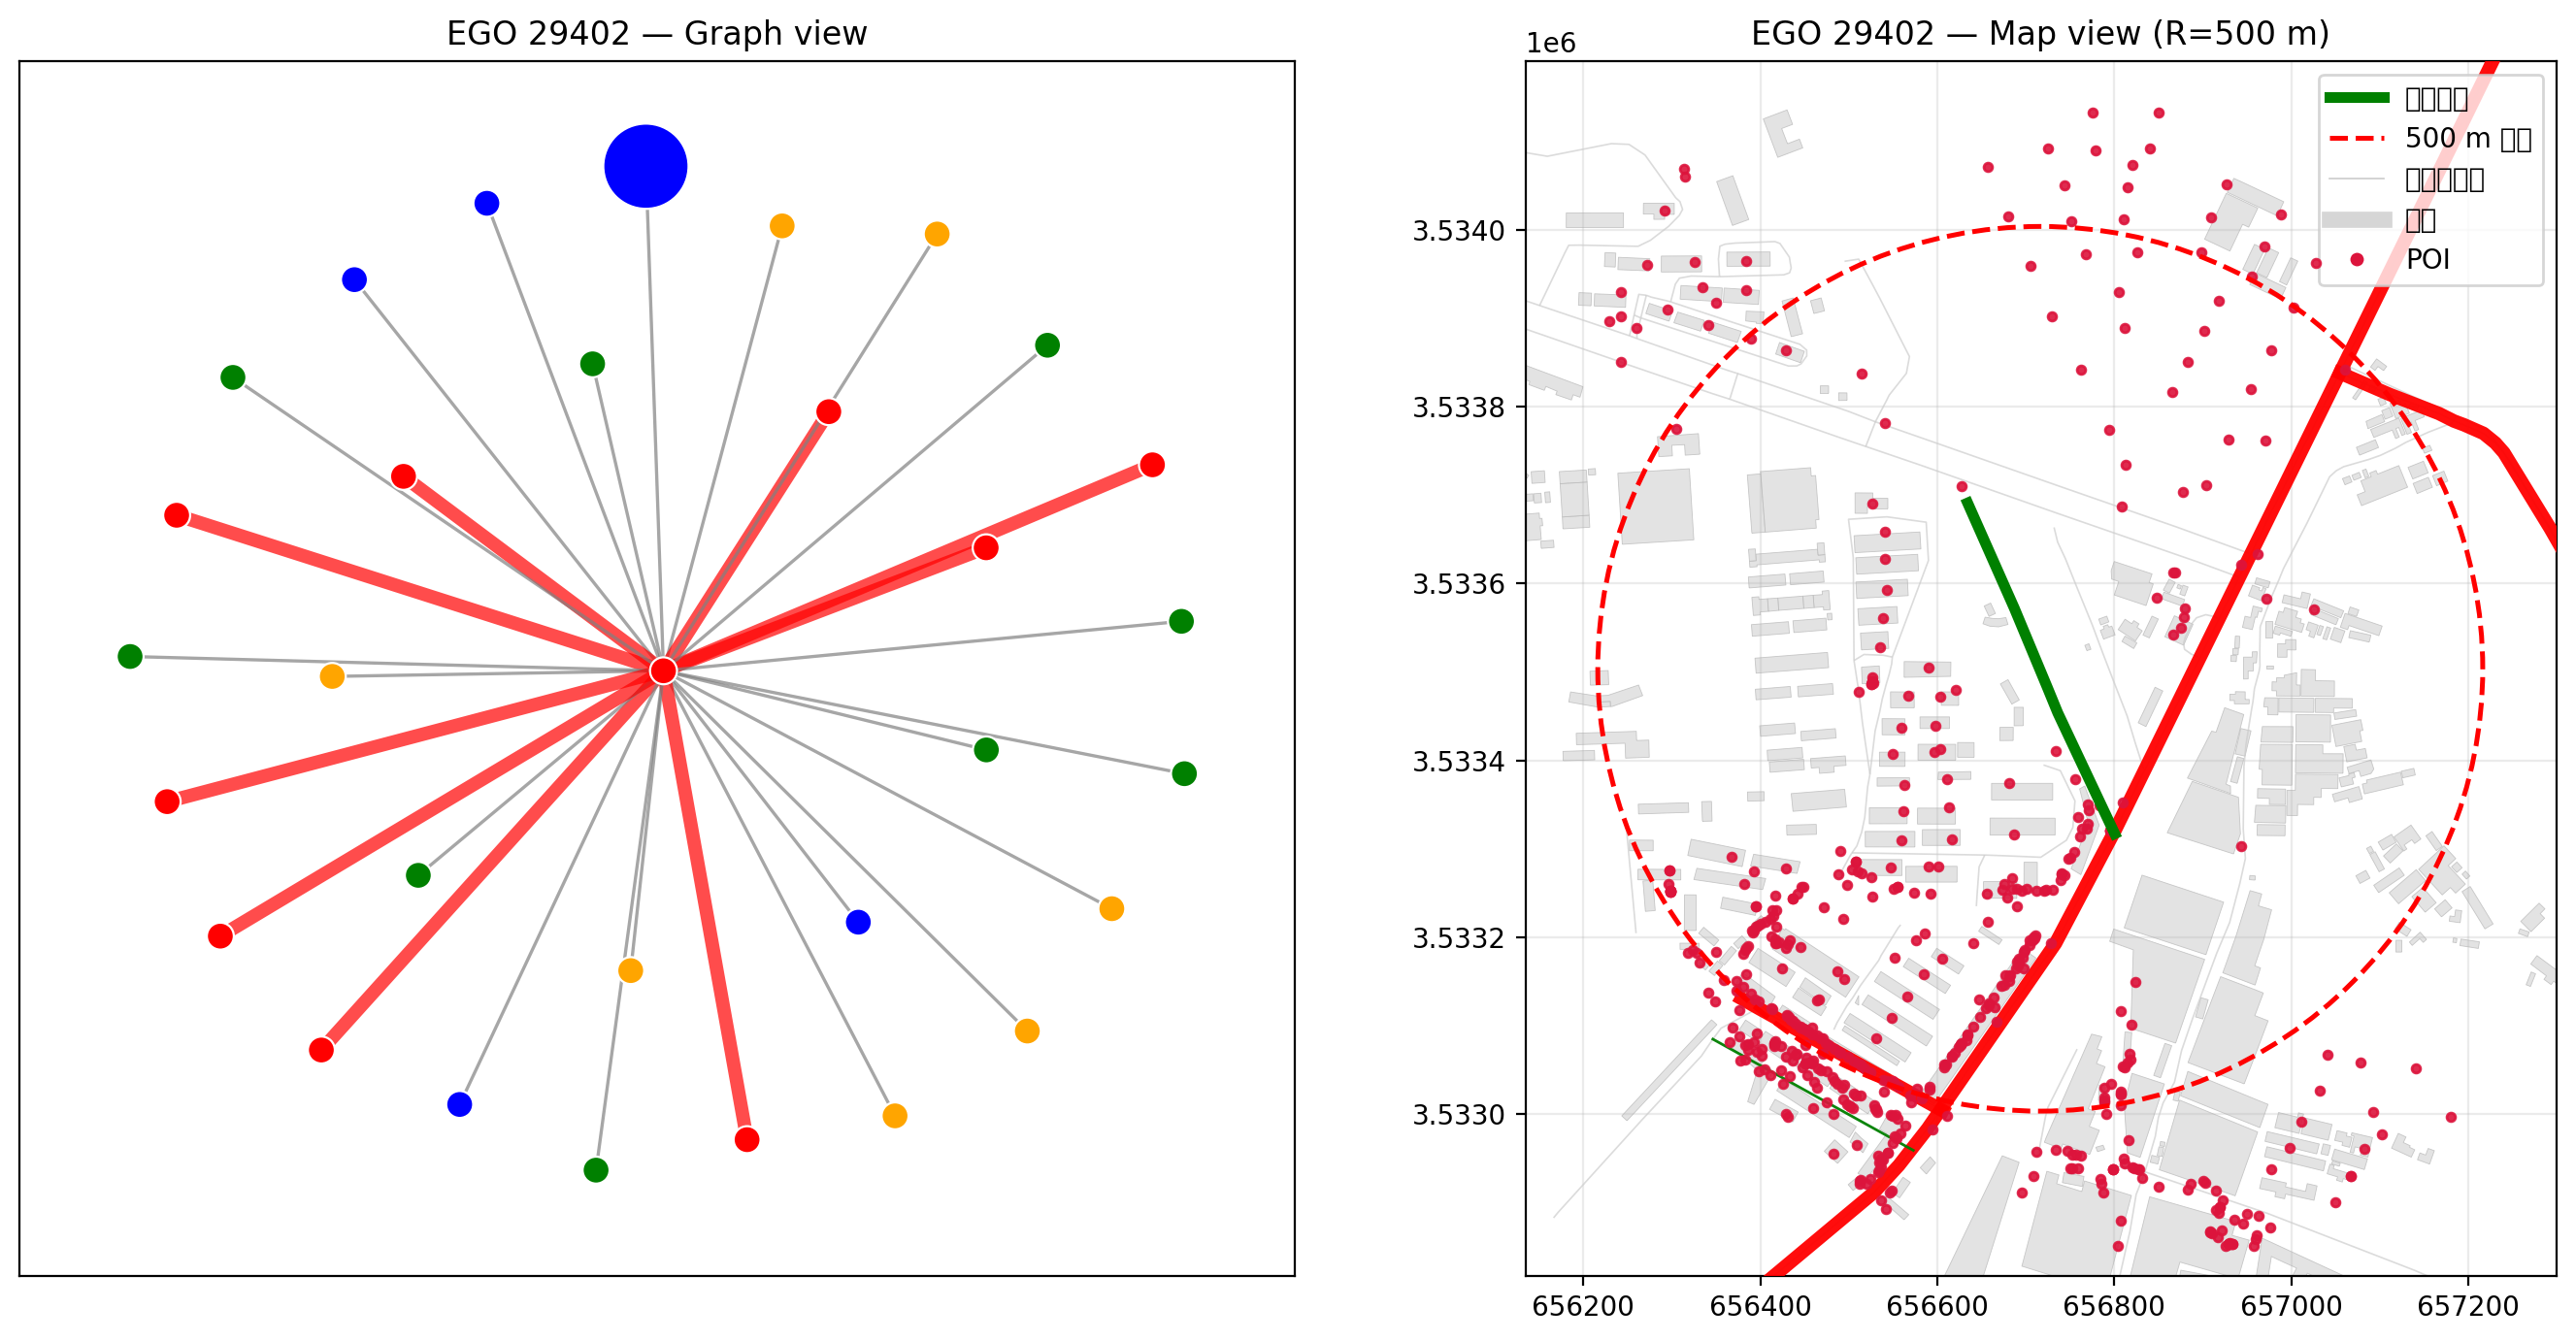 EGO 29402 — Graph view
EGO 29402 — Map view (R=500 m)
1e6
500 m
POI
3.5340
3.5338
3.5336
3.5334
3.5332
3.5330
656200 656400 656600 656800 657000 657200